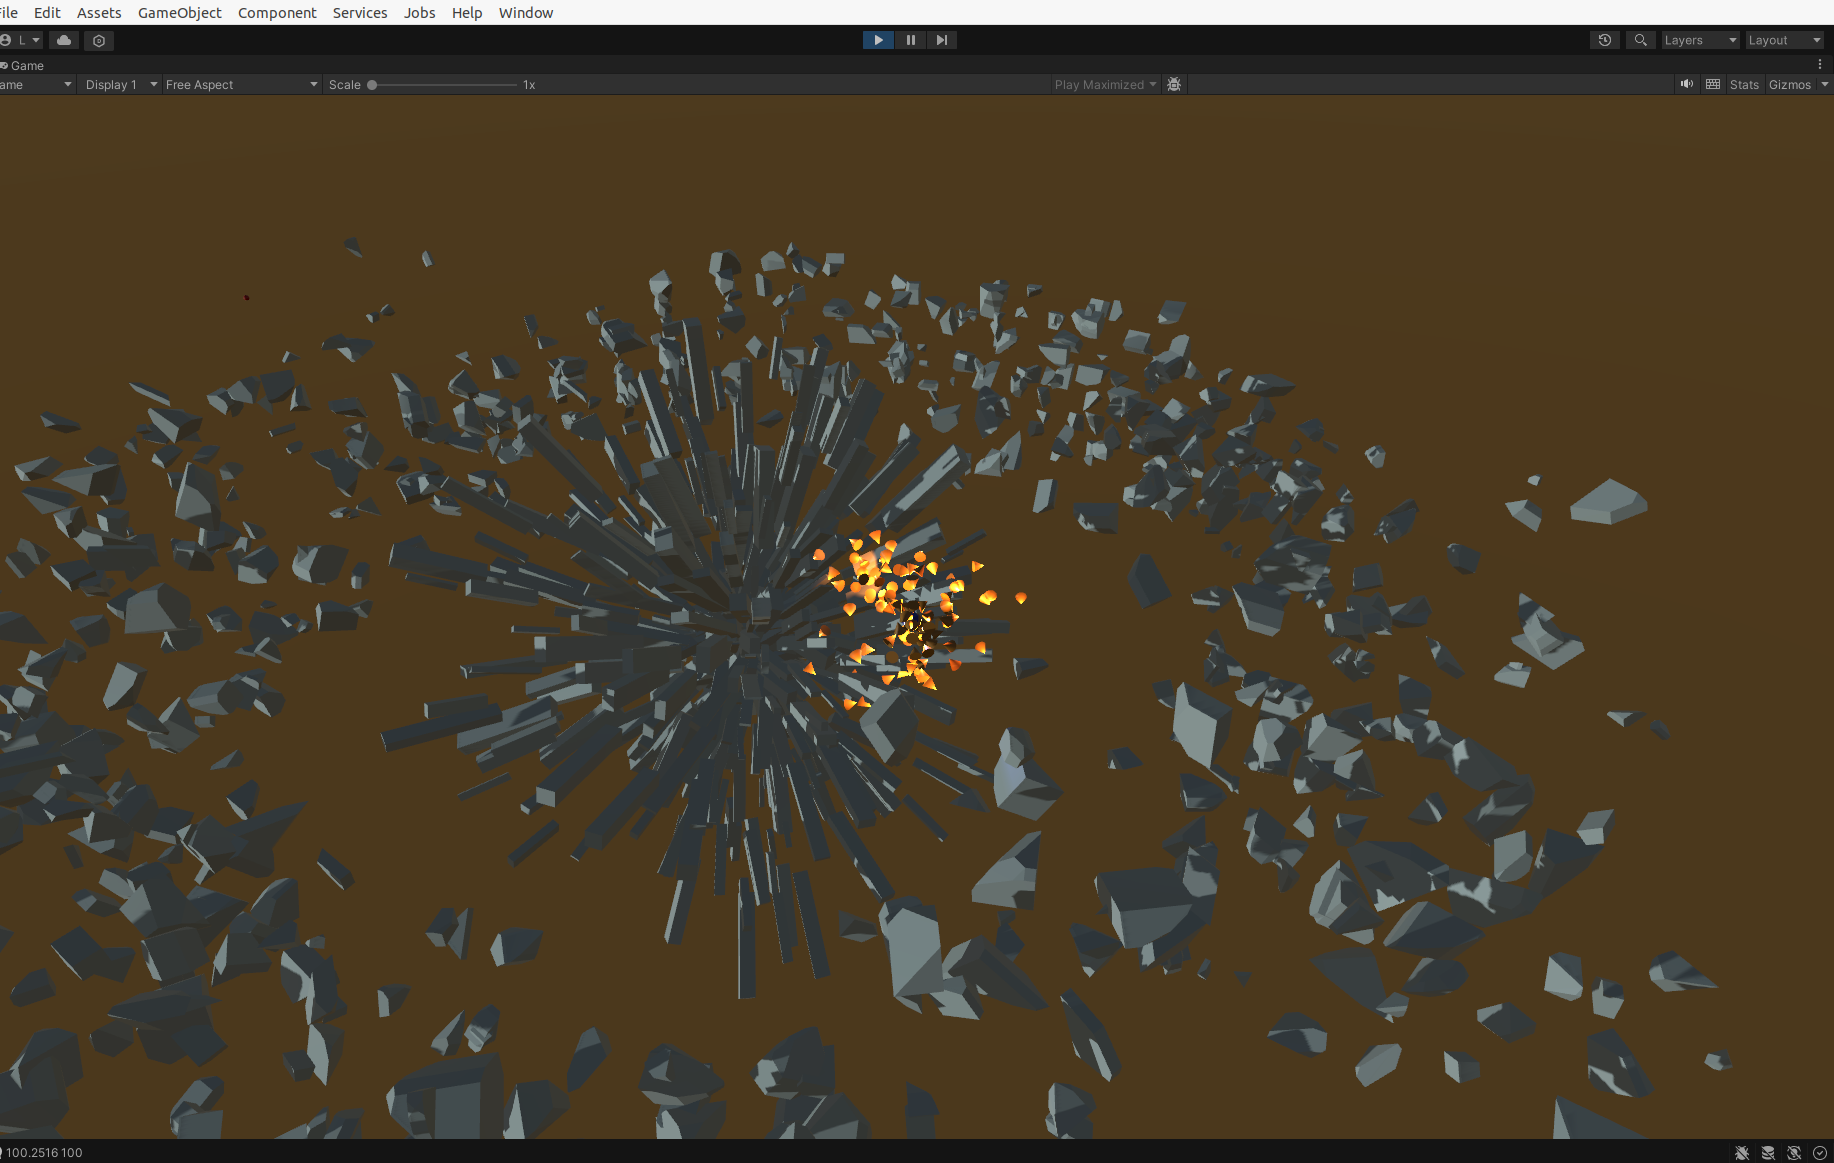 File Edit Assets GameObject Component Services Jobs Help Window
L Layers Layout
Game
ame Display 1 Free Aspect Scale 1x Play Maximized Stats Gizmos
100.2516 100